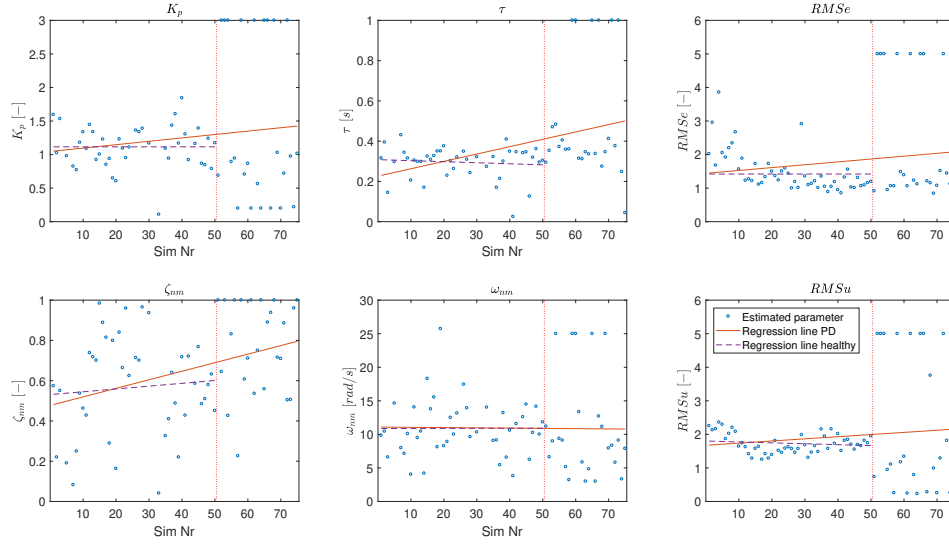 K_p
3
2.5
2
1.5
1
0.5
0
K_p [−]
10 20 30 40 50 60 70
Sim Nr
τ
1
0.8
0.6
0.4
0.2
0
τ [s]
10 20 30 40 50 60 70
Sim Nr
RMSe
6
5
4
3
2
1
0
RMSe [−]
10 20 30 40 50 60 70
Sim Nr
ζ_nm
1
0.8
0.6
0.4
0.2
0
ζ_nm [−]
10 20 30 40 50 60 70
Sim Nr
ω_nm
30
25
20
15
10
5
0
ω_nm [rad/s]
10 20 30 40 50 60 70
Sim Nr
RMSu
6
5
4
3
2
1
0
RMSu [−]
10 20 30 40 50 60 70
Sim Nr
Estimated parameter
Regression line PD
Regression line healthy